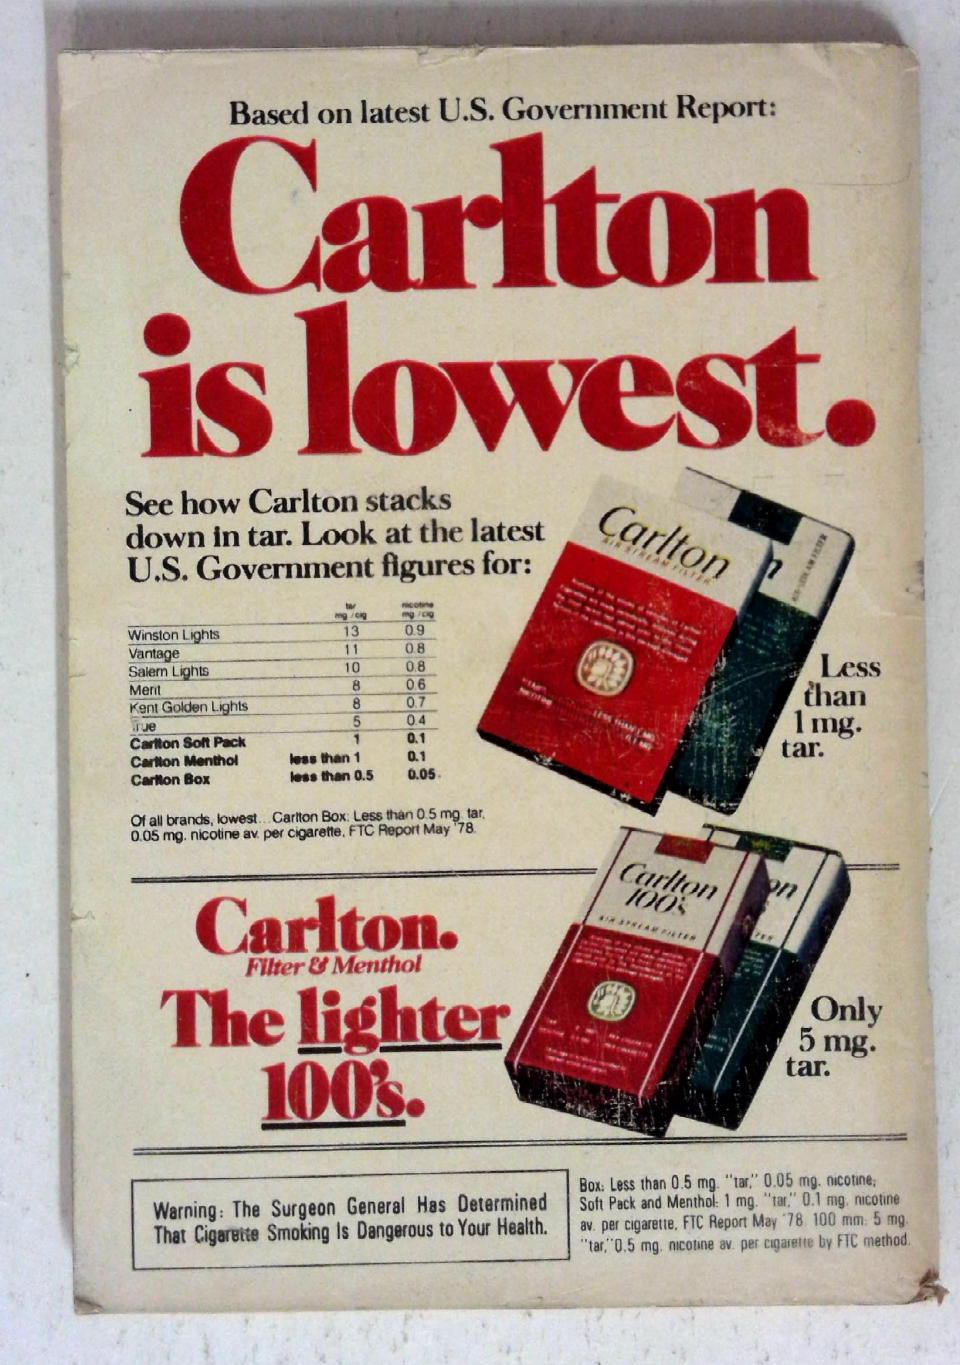 Based on latest U.S. Government Report:
Carlton
is lowest.
See how Carlton stacks
down in tar. Look at the latest
U.S. Government figures for:
tar nicotine
mg/cig mg/cig
Winston Lights 13 0.9
Vantage 11 0.8
Salem Lights 10 0.8
Merit 8 0.6
Kent Golden Lights 8 0.7
True 5 0.4
Carlton Soft Pack 1 0.1
Carlton Menthol less than 1 0.1
Carlton Box less than 0.5 0.05
Of all brands, lowest...Carlton Box: Less than 0.5 mg. tar,
0.05 mg. nicotine av. per cigarette, FTC Report May '78.
Carlton
AIR STREAM FILTER
Less
than
1 mg.
tar.
Carlton
100's
AIR STREAM FILTER
Only
5 mg.
tar.
Carlton.
Filter & Menthol
The lighter
100's.
Warning: The Surgeon General Has Determined
That Cigarette Smoking Is Dangerous to Your Health.
Box: Less than 0.5 mg. "tar," 0.05 mg. nicotine;
Soft Pack and Menthol: 1 mg. "tar," 0.1 mg. nicotine
av. per cigarette, FTC Report May '78. 100 mm: 5 mg.
"tar," 0.5 mg. nicotine av. per cigarette by FTC method.